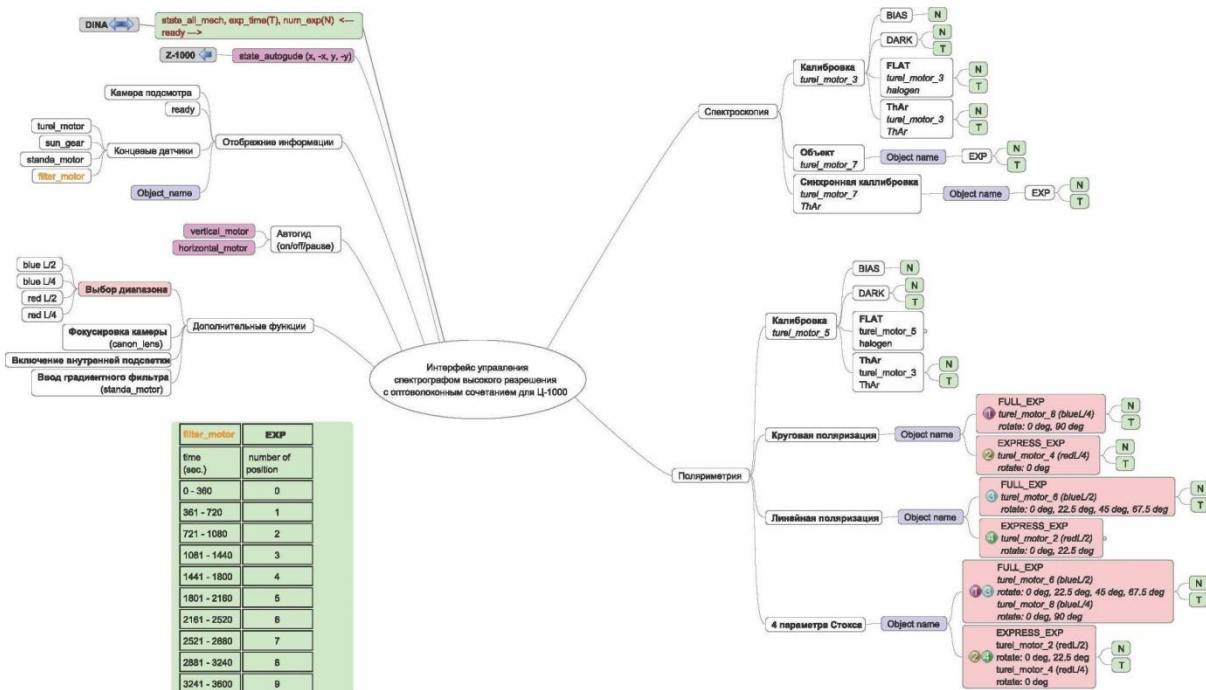 DINA
state_all_mech, exp_time(T), num_exp(N) <---
ready --->
Z-1000
state_autogude (x, -x, y, -y)
Камера подсмотра
ready
turel_motor
sun_gear
standa_motor
filter_motor
Концевые датчики
Отображние информации
Object_name
vertical_motor
horizontal_motor
Автогид
(on/off/pause)
blue L/2
blue L/4
red L/2
red L/4
Выбор диапазона
Фокусировка камеры
(canon_lens)
Включение внутренней подсветки
Ввод градиентного фильтра
(standa_motor)
Дополнительные функции
Интерфейс управления
спектрографом высокого разрешения
с оптоволоконным сочетанием для Ц-1000
filter_motor EXP
time
(sec.)
number of
position
0 - 360 0
361 - 720 1
721 - 1080 2
1081 - 1440 3
1441 - 1800 4
1801 - 2160 5
2161 - 2520 6
2521 - 2880 7
2881 - 3240 8
3241 - 3600 9
Спектроскопия
Калибровка
turel_motor_3
BIAS
N
DARK
N
T
FLAT
turel_motor_3
halogen
N
T
ThAr
turel_motor_3
ThAr
N
T
Объект
turel_motor_7
Object name
EXP
N
T
Синхронная каллибровка
turel_motor_7
ThAr
Object name
EXP
N
T
Поляриметрия
Калибровка
turel_motor_5
BIAS
N
DARK
N
T
FLAT
turel_motor_5
halogen
ThAr
turel_motor_3
ThAr
N
T
Круговая поляризация
Object name
1
FULL_EXP
turel_motor_8 (blueL/4)
rotate: 0 deg, 90 deg
N
T
2
EXPRESS_EXP
turel_motor_4 (redL/4)
rotate: 0 deg
N
T
Линейная поляризация
Object name
3
FULL_EXP
turel_motor_6 (blueL/2)
rotate: 0 deg, 22.5 deg, 45 deg, 67.5 deg
N
T
4
EXPRESS_EXP
turel_motor_2 (redL/2)
rotate: 0 deg, 22.5 deg
4 параметра Стокса
Object name
1 3
FULL_EXP
turel_motor_6 (blueL/2)
rotate: 0 deg, 22.5 deg, 45 deg, 67.5 deg
turel_motor_8 (blueL/4)
rotate: 0 deg, 90 deg
N
T
2 4
EXPRESS_EXP
turel_motor_2 (redL/2)
rotate: 0 deg, 22.5 deg
turel_motor_4 (redL/4)
rotate: 0 deg
N
T